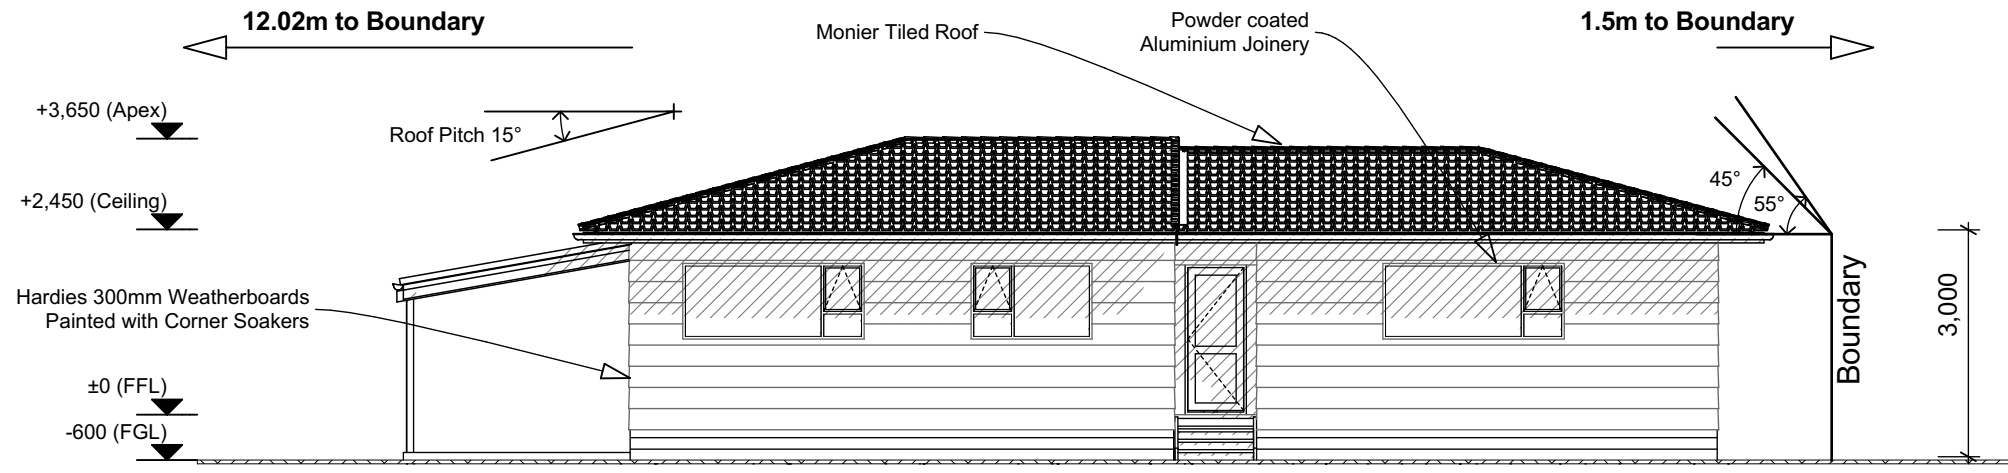 12.02m to Boundary
Monier Tiled Roof
Powder coated
Aluminium Joinery
1.5m to Boundary
+3,650 (Apex)
Roof Pitch 15°
+2,450 (Ceiling)
45°
55°
Hardies 300mm Weatherboards
Painted with Corner Soakers
Boundary
3,000
±0 (FFL)
-600 (FGL)